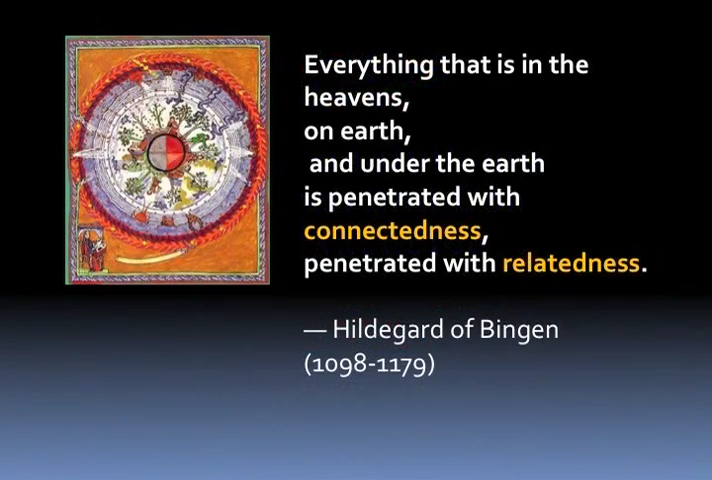 Everything that is in the
heavens,
on earth,
and under the earth
is penetrated with
connectedness,
penetrated with relatedness.
— Hildegard of Bingen
(1098-1179)